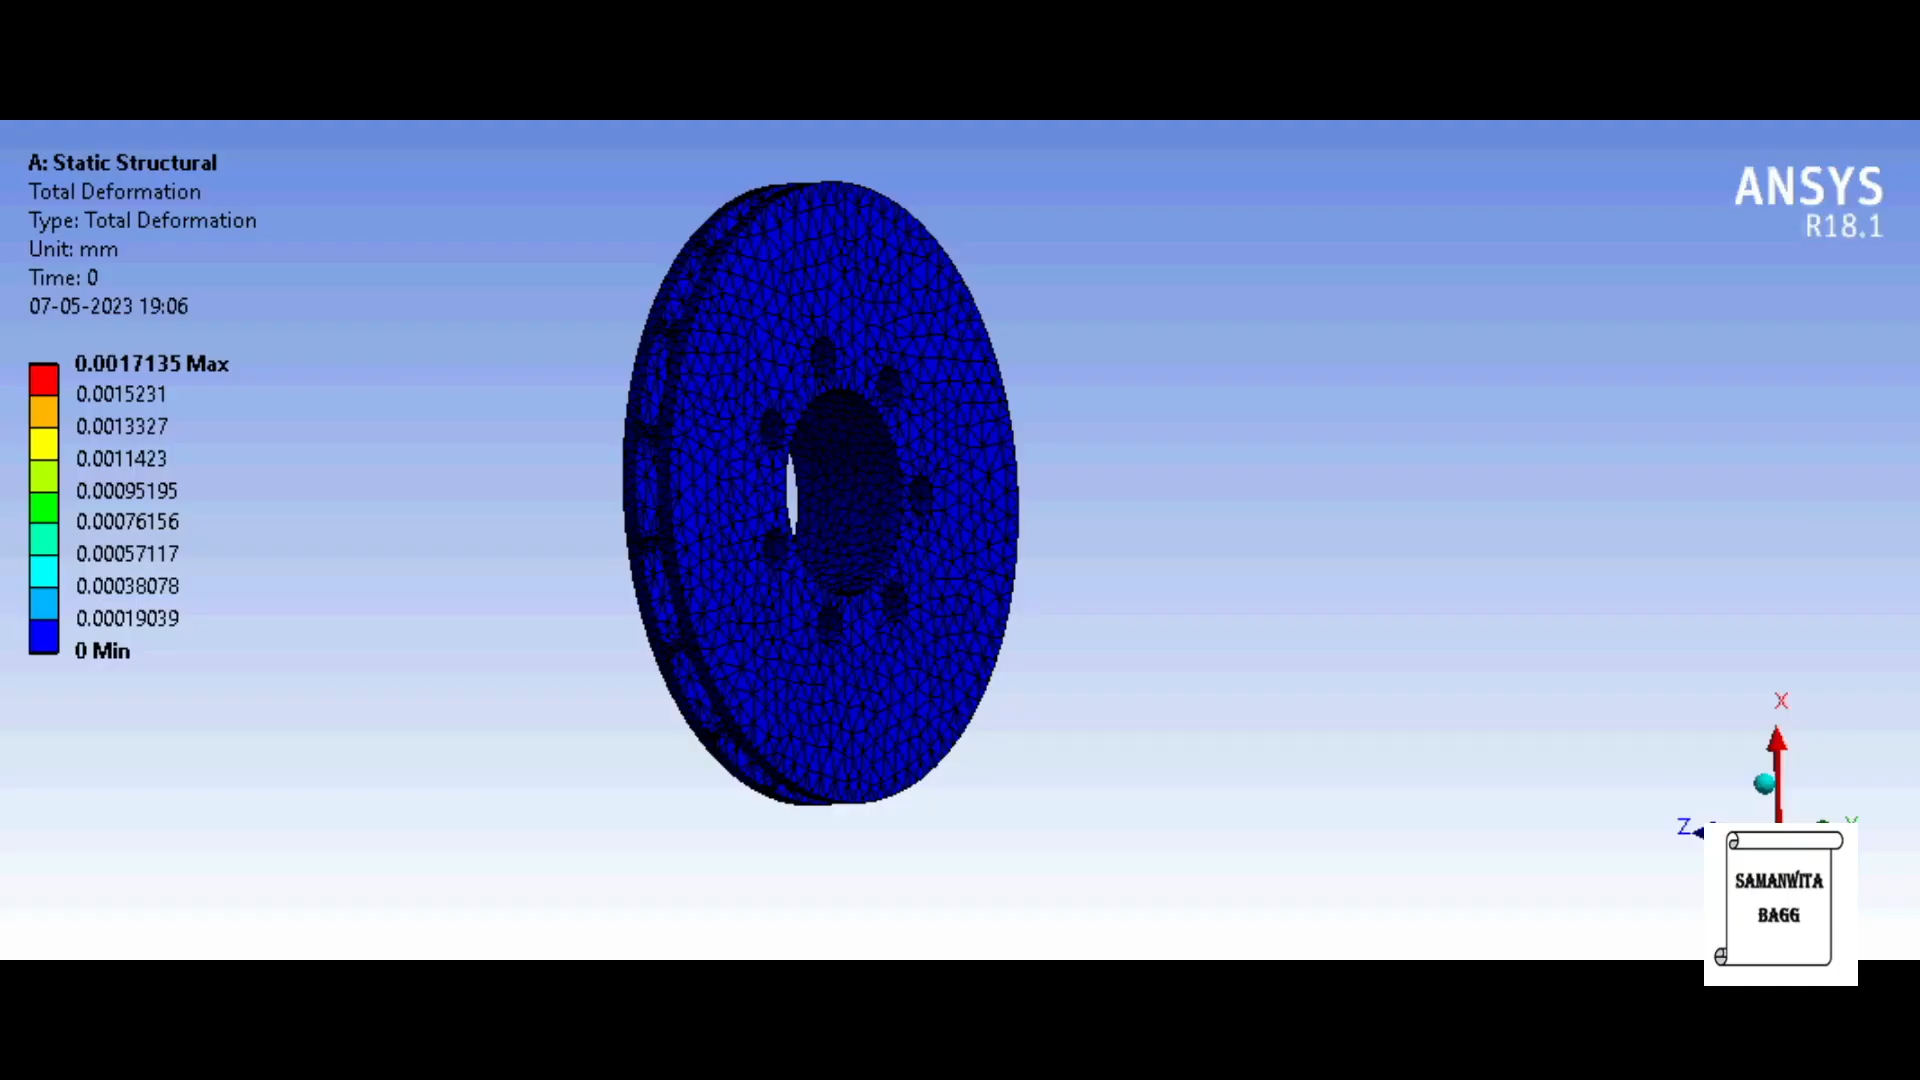 A: Static Structural
Total Deformation
Type: Total Deformation
Unit: mm
Time: 0
07-05-2023 19:06
0.0017135 Max
0.0015231
0.0013327
0.0011423
0.00095195
0.00076156
0.00057117
0.00038078
0.00019039
0 Min
ANSYS
R18.1
X
Z
Y
SAMANWITA
BAGG